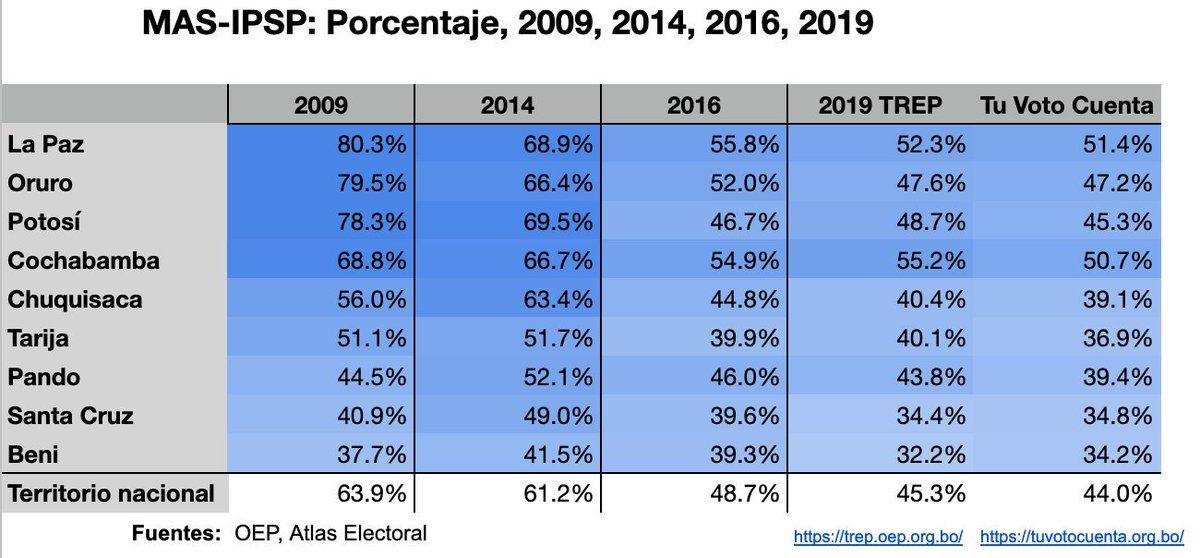 MAS-IPSP: Porcentaje, 2009, 2014, 2016, 2019
2009 2014 2016 2019 TREP Tu Voto Cuenta
La Paz 80.3% 68.9% 55.8% 52.3% 51.4%
Oruro 79.5% 66.4% 52.0% 47.6% 47.2%
Potosí 78.3% 69.5% 46.7% 48.7% 45.3%
Cochabamba 68.8% 66.7% 54.9% 55.2% 50.7%
Chuquisaca 56.0% 63.4% 44.8% 40.4% 39.1%
Tarija 51.1% 51.7% 39.9% 40.1% 36.9%
Pando 44.5% 52.1% 46.0% 43.8% 39.4%
Santa Cruz 40.9% 49.0% 39.6% 34.4% 34.8%
Beni 37.7% 41.5% 39.3% 32.2% 34.2%
Territorio nacional 63.9% 61.2% 48.7% 45.3% 44.0%
Fuentes: OEP, Atlas Electoral https://trep.oep.org.bo/ https://tuvotocuenta.org.bo/